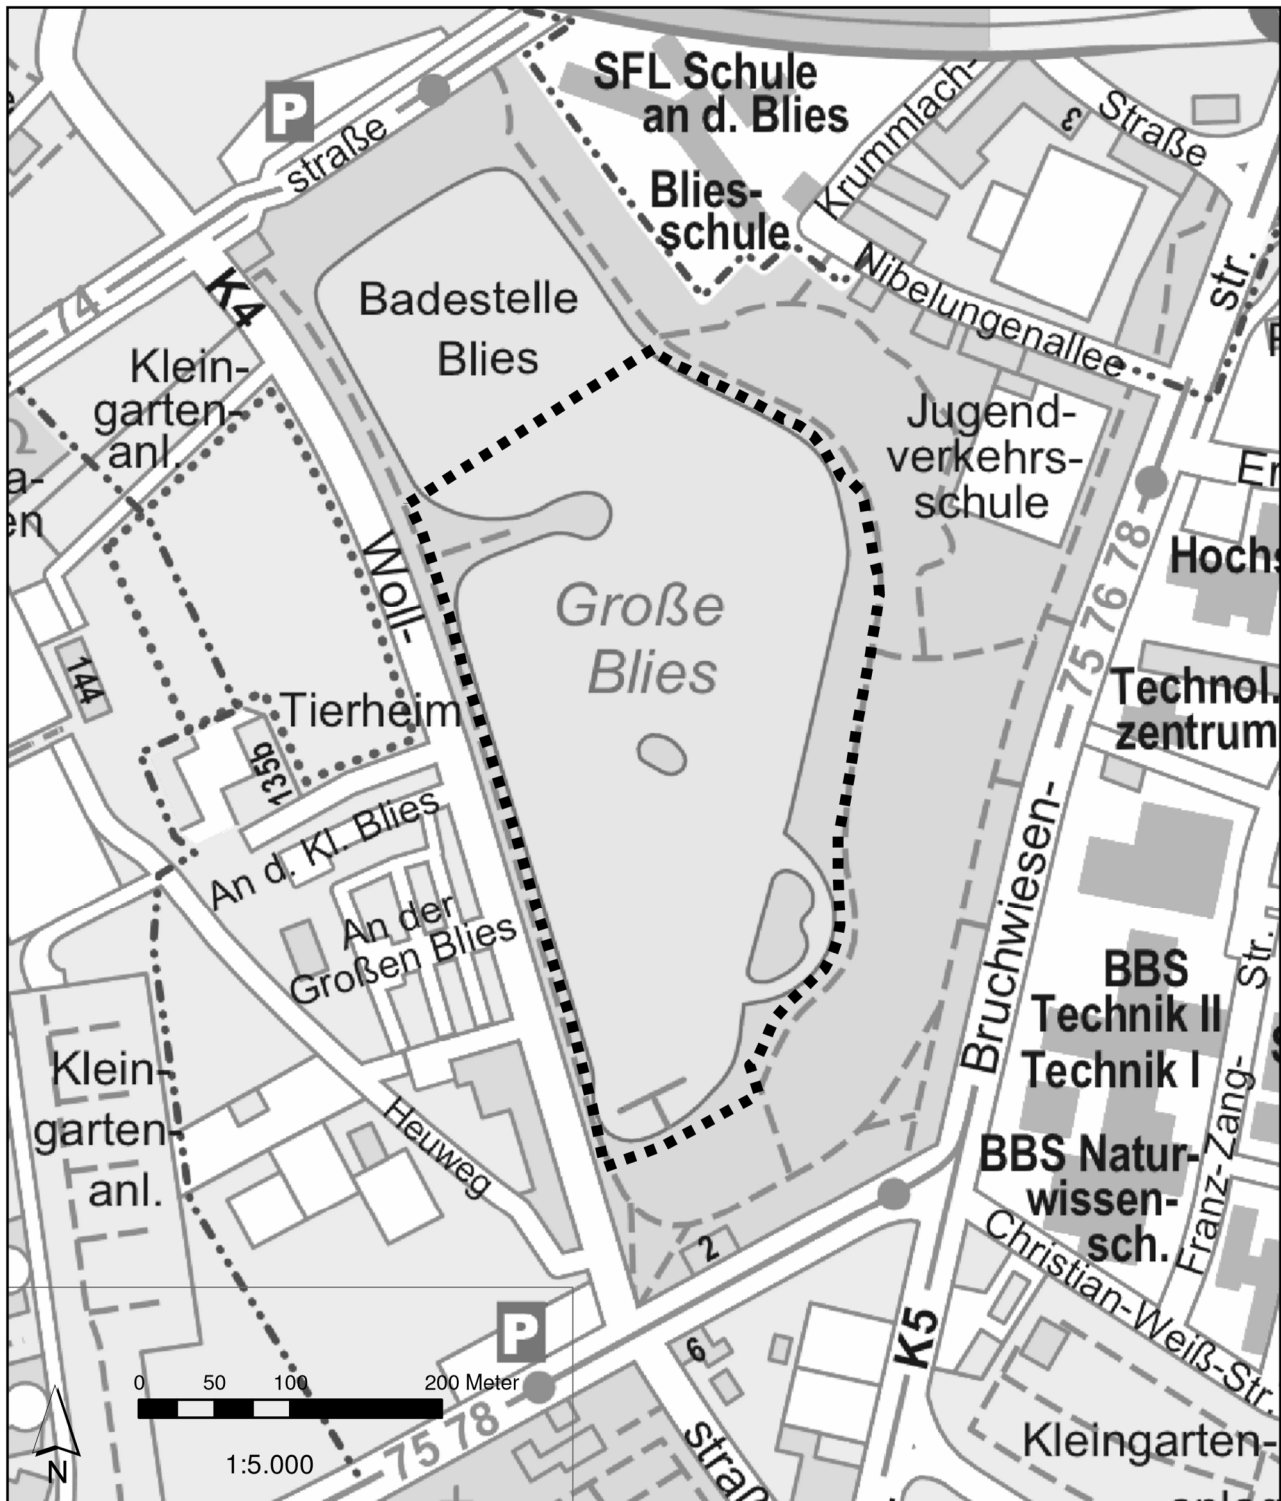 SFL Schule
an d. Blies
Krummlach-
3
Straße
P
straße
Blies-
schule
Nibelungenallee
str.
K4
74
Badestelle
Blies
Klein-
garten-
anl.
Jugend-
verkehrs-
schule
a-
en
Er
Woll-
75 76 78
Hochs
Große
Blies
144
Tierheim
135b
Technol.
zentrum
An d. Kl. Blies
An der
Großen Blies
Bruchwiesen-
BBS
Technik II
Technik I
Str.
Franz-Zang-
Klein-
garten-
anl.
Heuweg
BBS Natur-
wissen-
sch.
2
Christian-Weiß-Str.
P
6
K5
0 50 100 200 Meter
75 78
straß
N
1:5.000
Kleingarten-